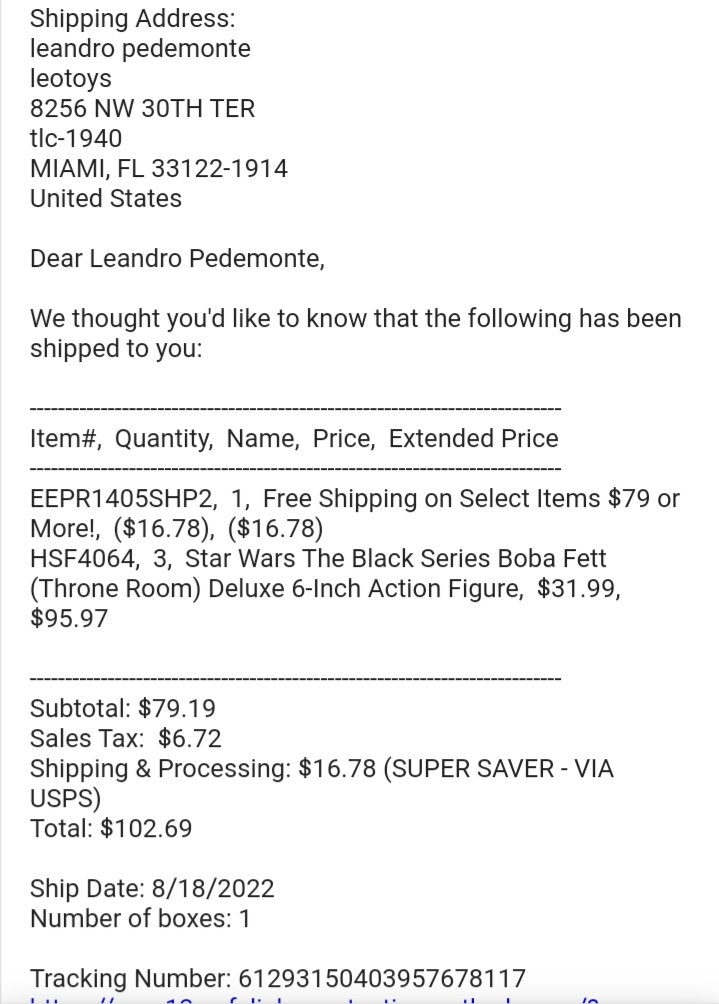 Shipping Address:
leandro pedemonte
leotoys
8256 NW 30TH TER
tlc-1940
MIAMI, FL 33122-1914
United States
Dear Leandro Pedemonte,
We thought you'd like to know that the following has been
shipped to you:
----------------------------------------------------------------------------
Item#,  Quantity,  Name,  Price,  Extended Price
----------------------------------------------------------------------------
EEPR1405SHP2,  1,  Free Shipping on Select Items $79 or
More!,  ($16.78),  ($16.78)
HSF4064,  3,  Star Wars The Black Series Boba Fett
(Throne Room) Deluxe 6-Inch Action Figure,  $31.99,
$95.97
----------------------------------------------------------------------------
Subtotal: $79.19
Sales Tax:  $6.72
Shipping & Processing: $16.78 (SUPER SAVER - VIA
USPS)
Total: $102.69
Ship Date: 8/18/2022
Number of boxes: 1
Tracking Number: 61293150403957678117